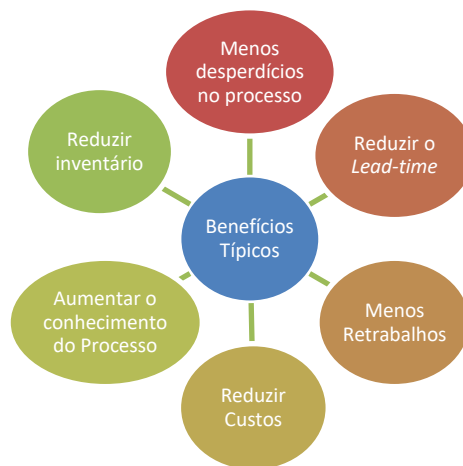 Menos
desperdícios
no processo
Reduzir o
Lead-time
Menos
Retrabalhos
Reduzir
Custos
Aumentar o
conhecimento
do Processo
Reduzir
inventário
Benefícios
Típicos